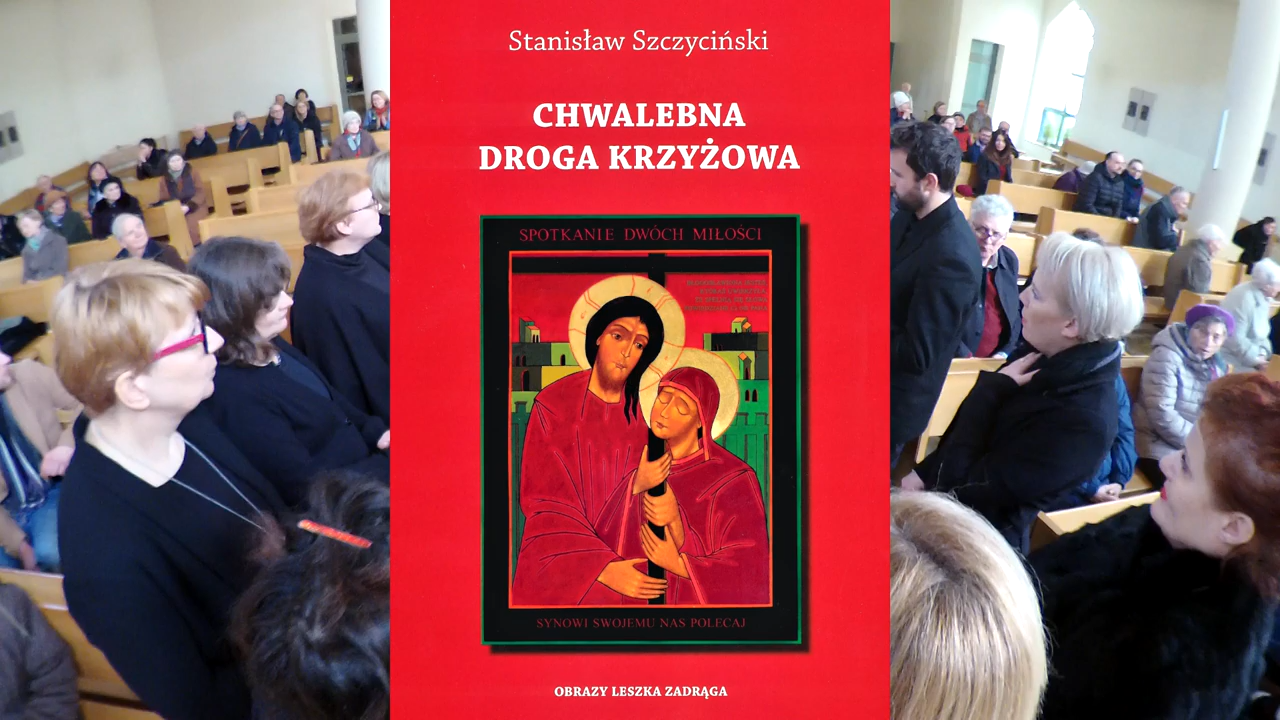 Stanisław Szczyciński
CHWALEBNA
DROGA KRZYŻOWA
SPOTKANIE DWÓCH MIŁOŚCI
SYNOWI SWOJEMU NAS POLECAJ
OBRAZY LESZKA ZADRĄGA